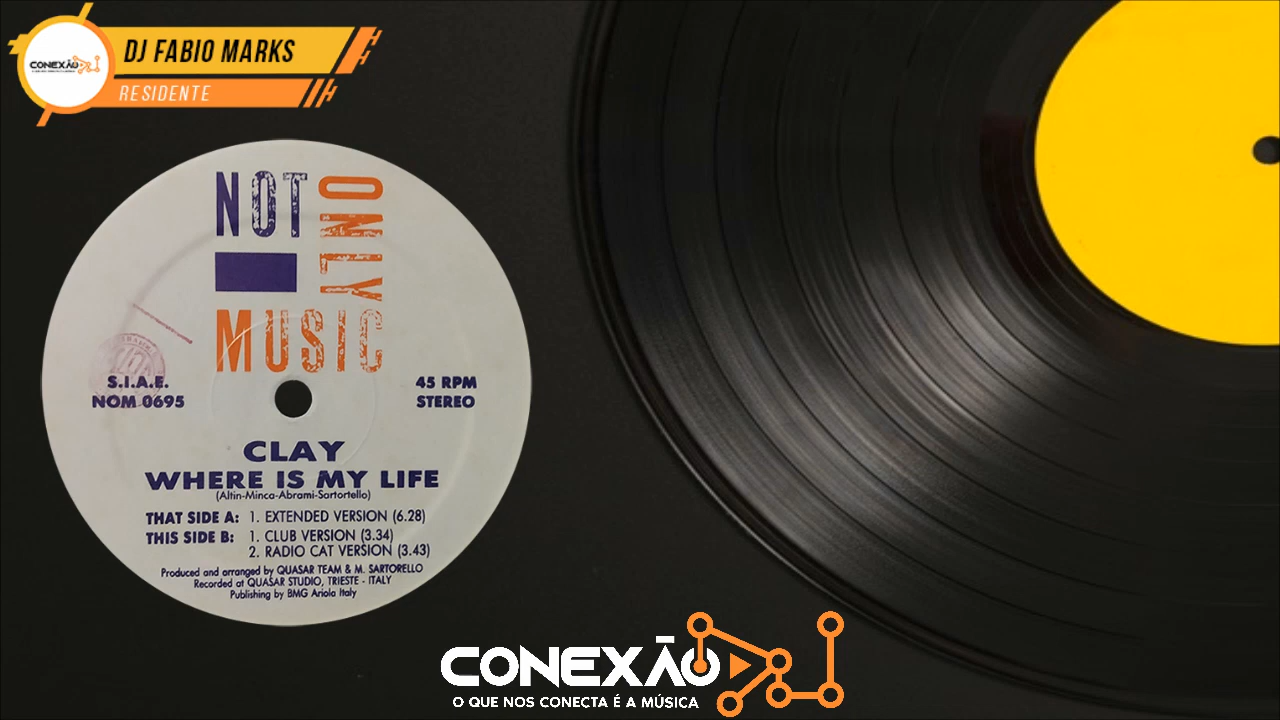 DJ FABIO MARKS
RESIDENTE
CONEXÃO
NOT
ONLY
MUSIC
S.I.A.E.
NOM 0695
45 RPM
STEREO
CLAY
WHERE IS MY LIFE
(Altin-Minca-Abrami-Sartortello)
THAT SIDE A: 1. EXTENDED VERSION (6.28)
THIS SIDE B: 1. CLUB VERSION (3.34)
2. RADIO CAT VERSION (3.43)
Produced and arranged by QUASAR TEAM & M. SARTORELLO
Recorded at QUASAR STUDIO, TRIESTE - ITALY
Publishing by BMG Ariola Italy
CONEXÃO DJ
O QUE NOS CONECTA É A MÚSICA